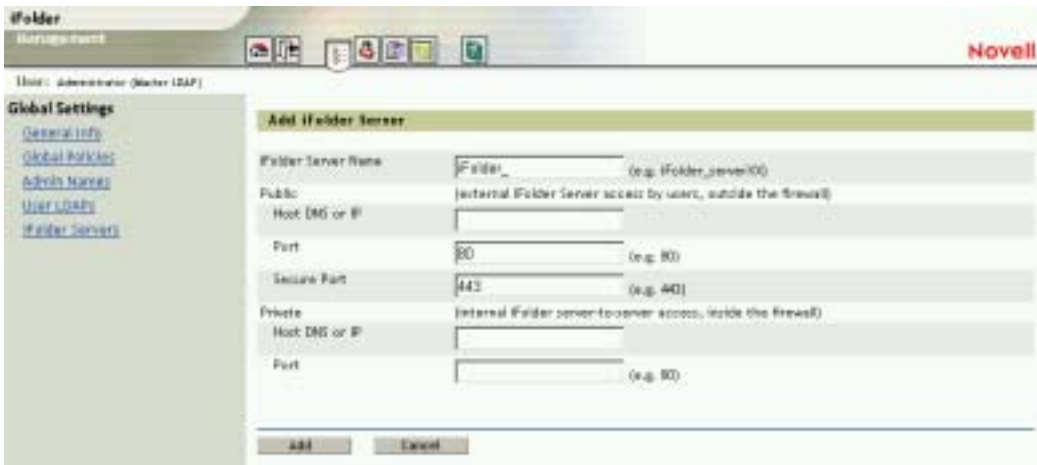 iFolder
Management
Novell
User: Administrator (Master LDAP)
Global Settings
General Info
Global Policies
Admin Names
User LDAPs
iFolder Servers
Add iFolder Server
iFolder Server Name
iFolder_
(e.g. iFolder_serverXX)
Public
(external iFolder Server access by users, outside the firewall)
Host DNS or IP
Port
80
(e.g. 80)
Secure Port
443
(e.g. 443)
Private
(internal iFolder server-to-server access, inside the firewall)
Host DNS or IP
Port
(e.g. 80)
Add
Cancel